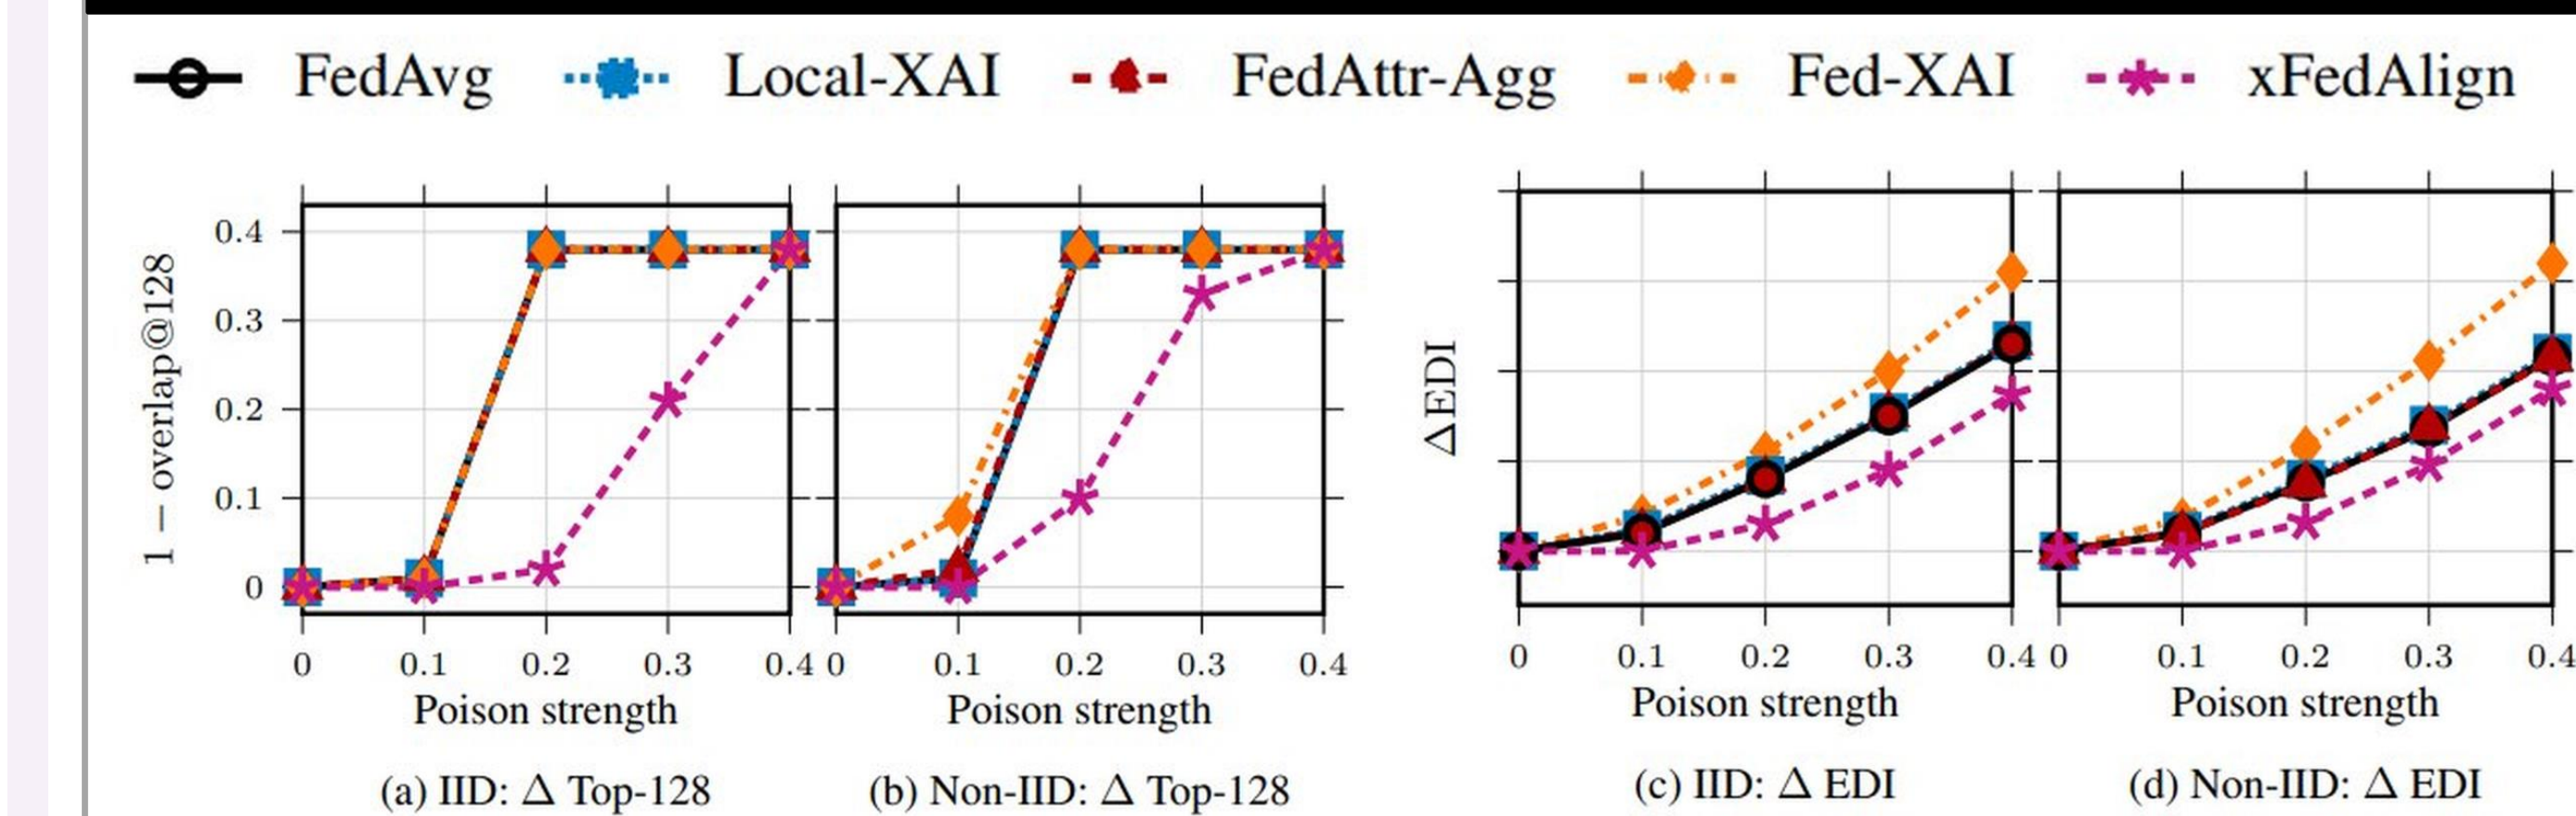 FedAvg Local-XAI FedAttr-Agg Fed-XAI xFedAlign
1 − overlap@128
0.4
0.3
0.2
0.1
0
0 0.1 0.2 0.3 0.4
Poison strength
(a) IID: Δ Top-128
0 0.1 0.2 0.3 0.4
Poison strength
(b) Non-IID: Δ Top-128
ΔEDI
0 0.1 0.2 0.3 0.4
Poison strength
(c) IID: Δ EDI
0 0.1 0.2 0.3 0.4
Poison strength
(d) Non-IID: Δ EDI